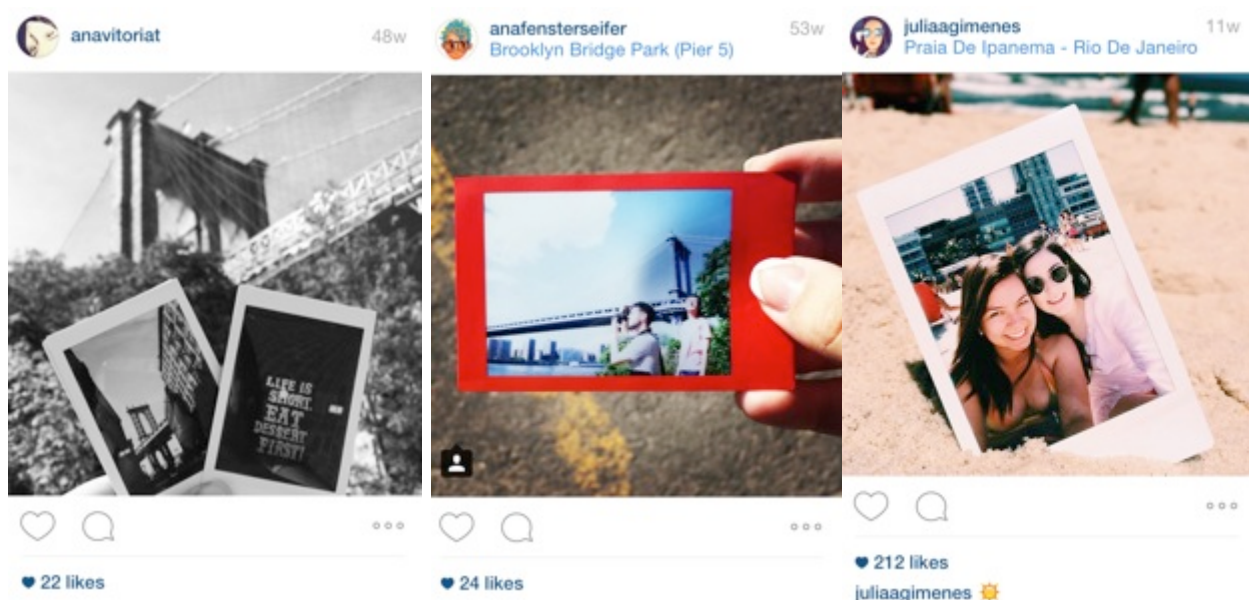 anavitoriat
48w
LIFE IS
SHORT.
EAT
DESSERT
FIRST!
22 likes
anafensterseifer
53w
Brooklyn Bridge Park (Pier 5)
24 likes
juliaagimenes
11w
Praia De Ipanema - Rio De Janeiro
212 likes
juliaagimenes